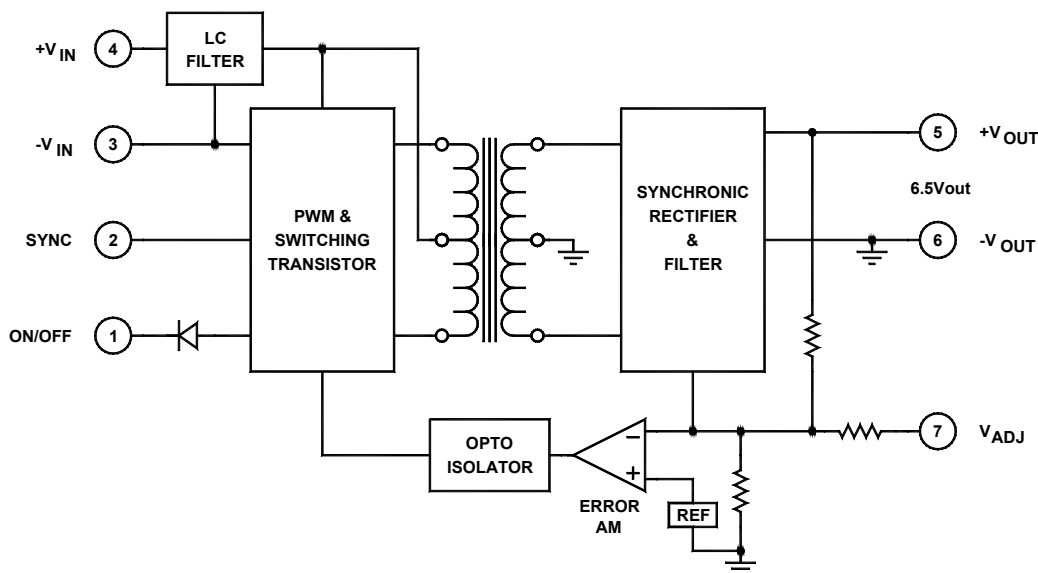 +V IN
4
LC
FILTER
-V IN
3
SYNC
2
ON/OFF
1
PWM &
SWITCHING
TRANSISTOR
SYNCHRONIC
RECTIFIER
&
FILTER
5
+V OUT
6.5Vout
6
-V OUT
7
V ADJ
OPTO
ISOLATOR
−
+
ERROR
AM
REF